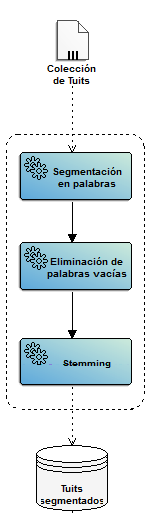 Colección
de Tuits
Segmentación
en palabras
Eliminación de
palabras vacías
Stemming
Tuits
segmentados